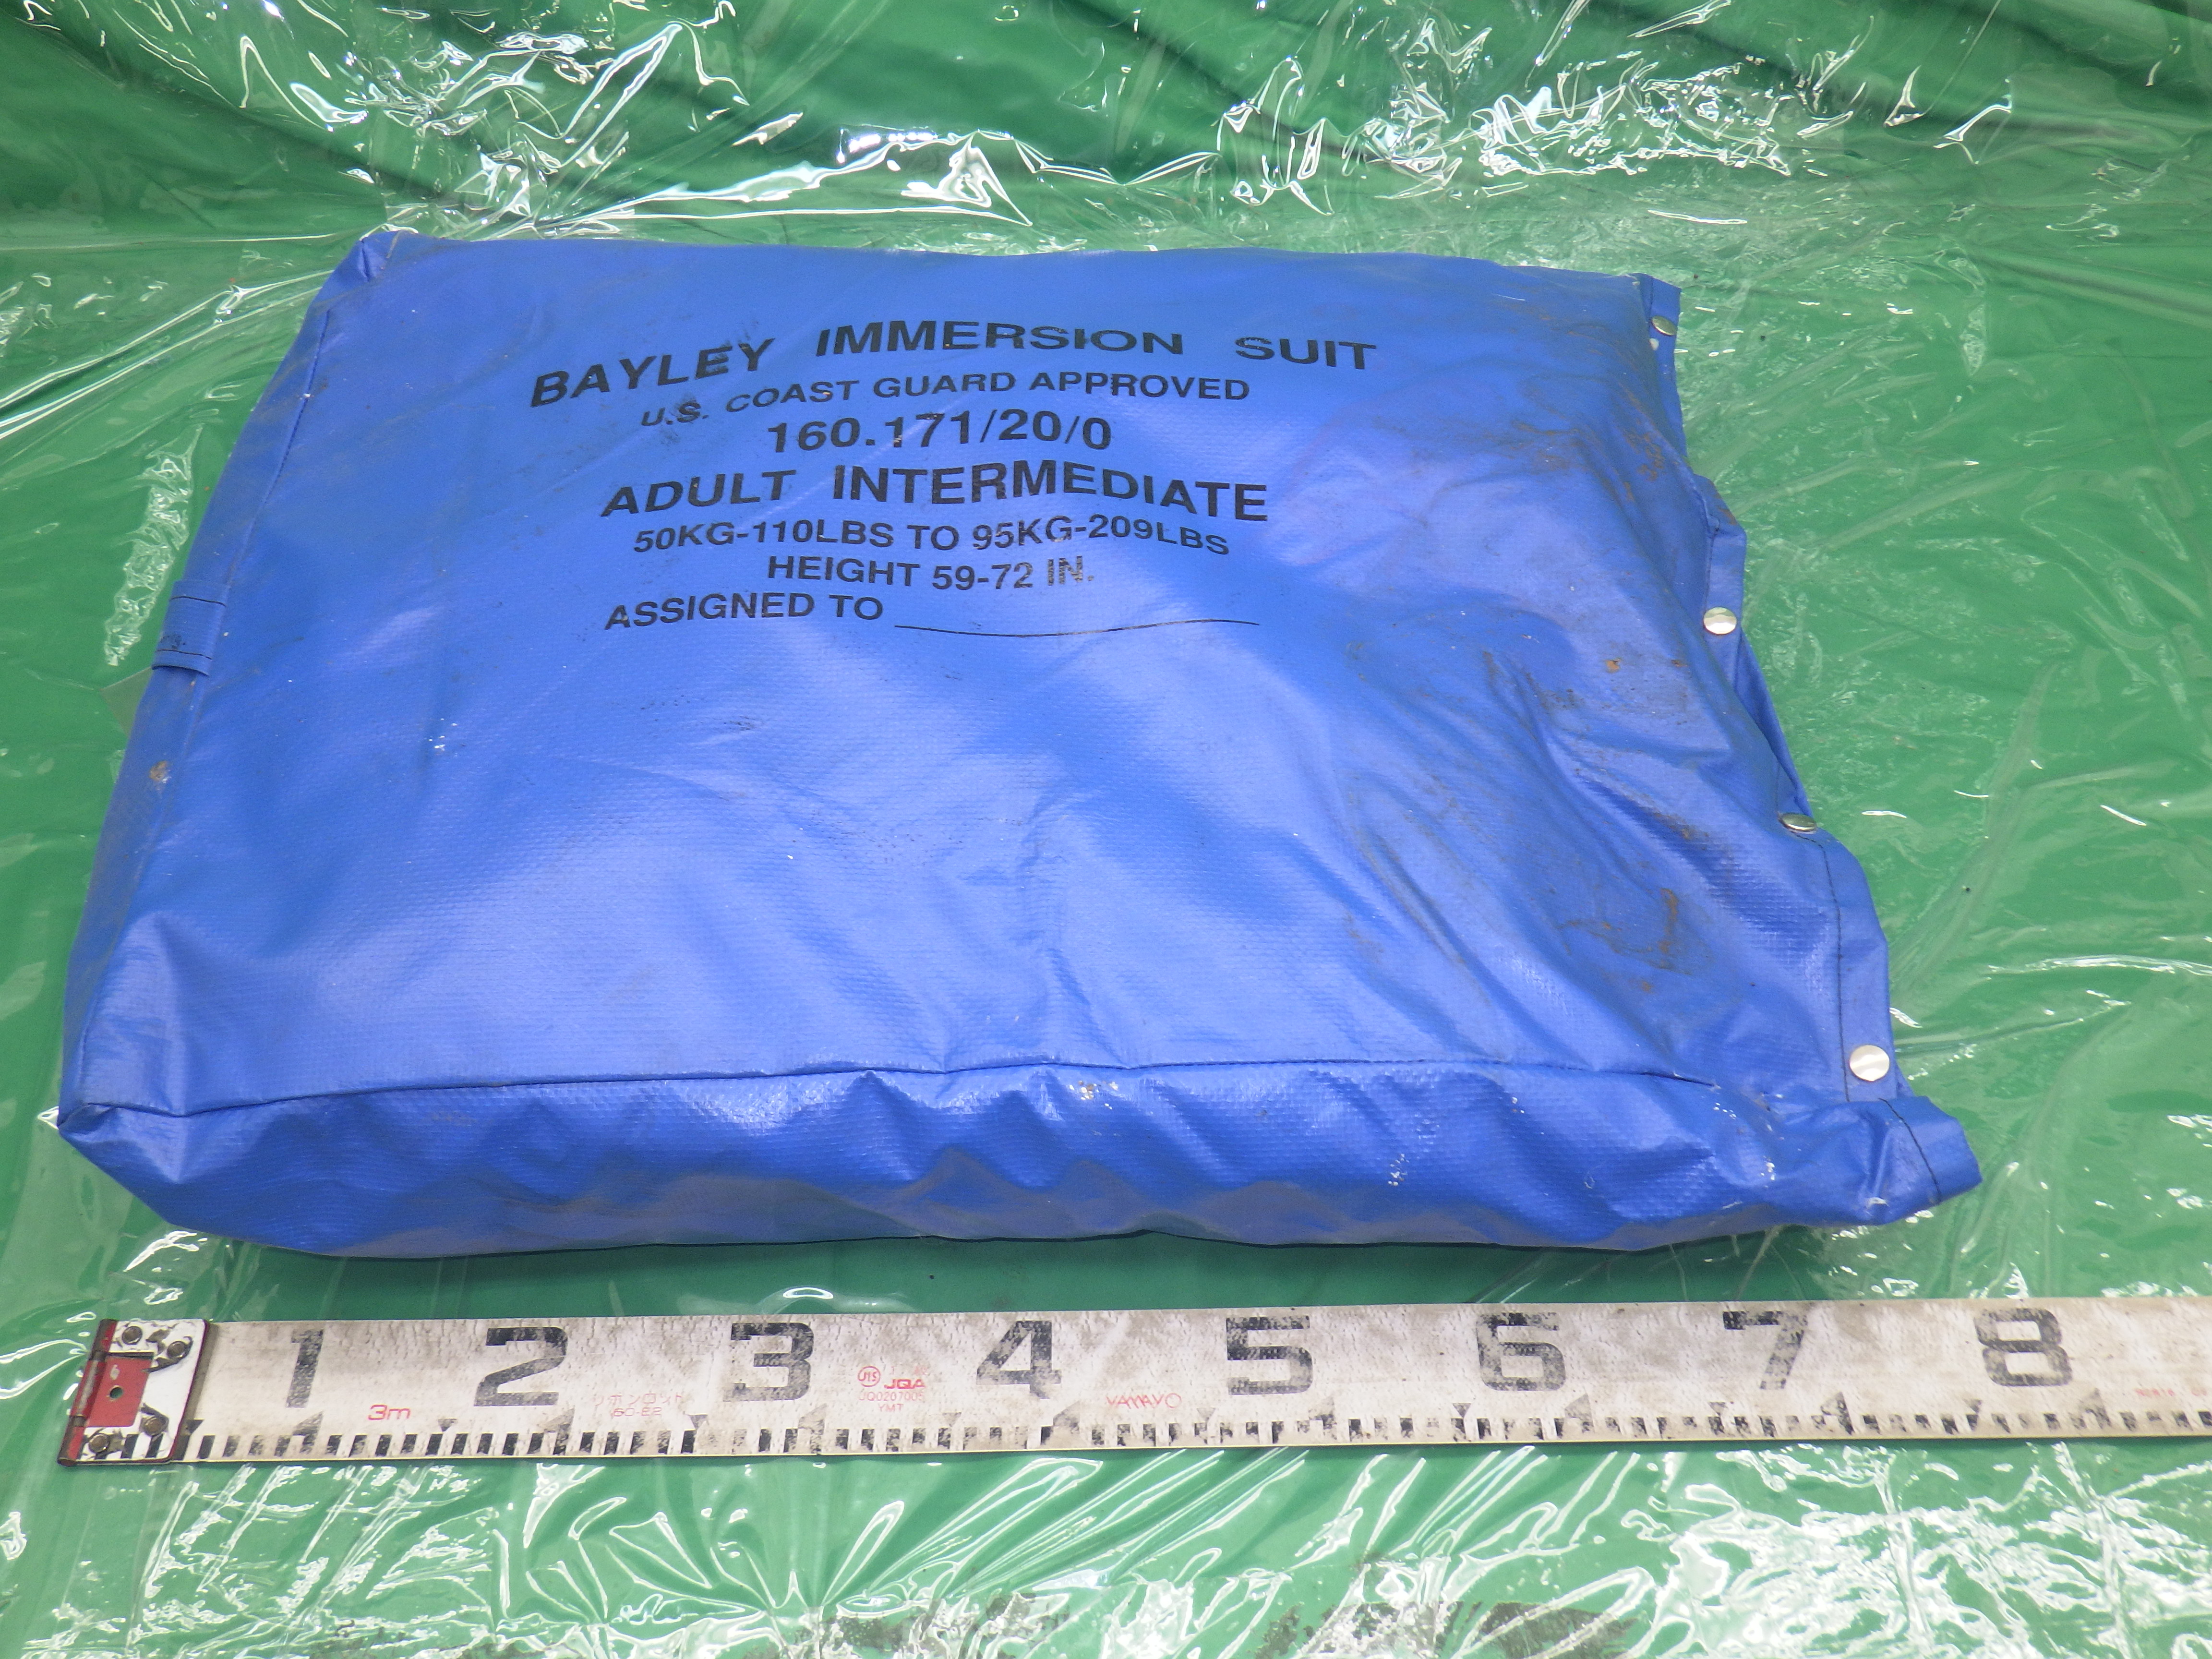 BAYLEY IMMERSION SUIT
U.S. COAST GUARD APPROVED
160.171/20/0
ADULT INTERMEDIATE
50KG-110LBS TO 95KG-209LBS
HEIGHT 59-72 IN.
ASSIGNED TO
1 2 3 4 5 6 7 8
3m
JIS JQA
YMT
YAMAYO